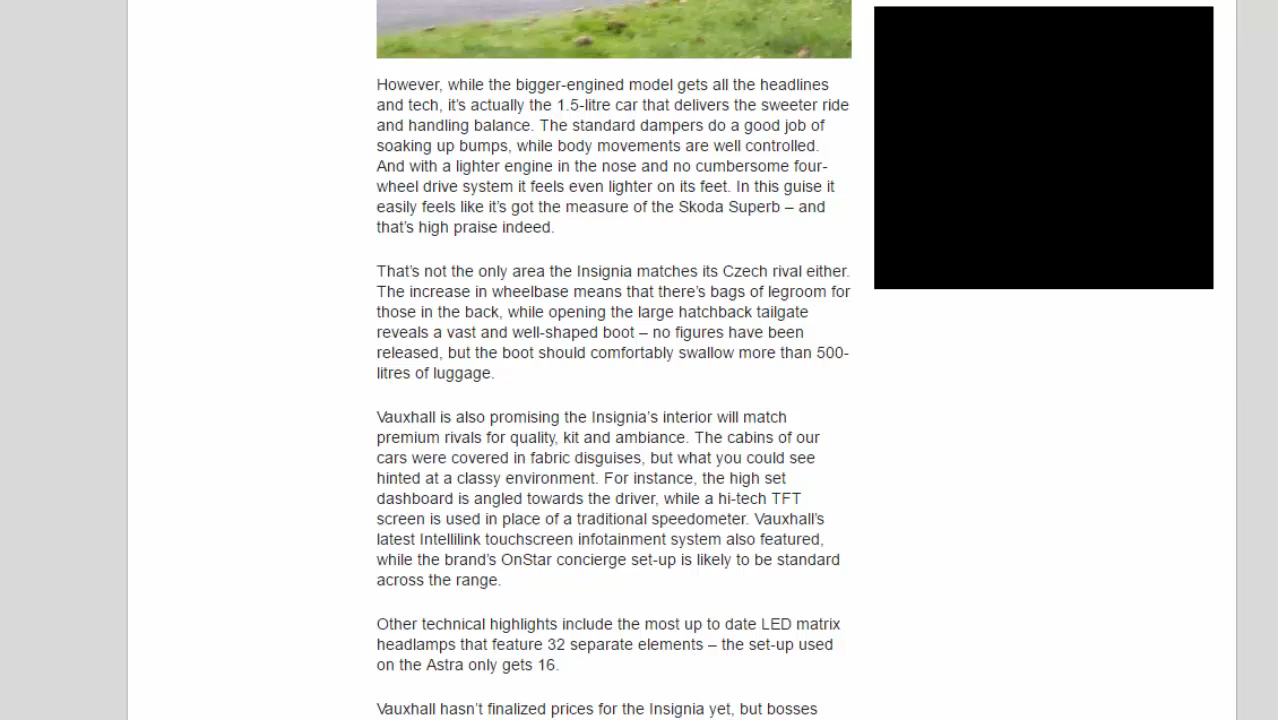 However, while the bigger-engined model gets all the headlines
and tech, it’s actually the 1.5-litre car that delivers the sweeter ride
and handling balance. The standard dampers do a good job of
soaking up bumps, while body movements are well controlled.
And with a lighter engine in the nose and no cumbersome four-
wheel drive system it feels even lighter on its feet. In this guise it
easily feels like it’s got the measure of the Skoda Superb – and
that’s high praise indeed.
That’s not the only area the Insignia matches its Czech rival either.
The increase in wheelbase means that there’s bags of legroom for
those in the back, while opening the large hatchback tailgate
reveals a vast and well-shaped boot – no figures have been
released, but the boot should comfortably swallow more than 500-
litres of luggage.
Vauxhall is also promising the Insignia’s interior will match
premium rivals for quality, kit and ambiance. The cabins of our
cars were covered in fabric disguises, but what you could see
hinted at a classy environment. For instance, the high set
dashboard is angled towards the driver, while a hi-tech TFT
screen is used in place of a traditional speedometer. Vauxhall’s
latest Intellilink touchscreen infotainment system also featured,
while the brand’s OnStar concierge set-up is likely to be standard
across the range.
Other technical highlights include the most up to date LED matrix
headlamps that feature 32 separate elements – the set-up used
on the Astra only gets 16.
Vauxhall hasn’t finalized prices for the Insignia yet, but bosses